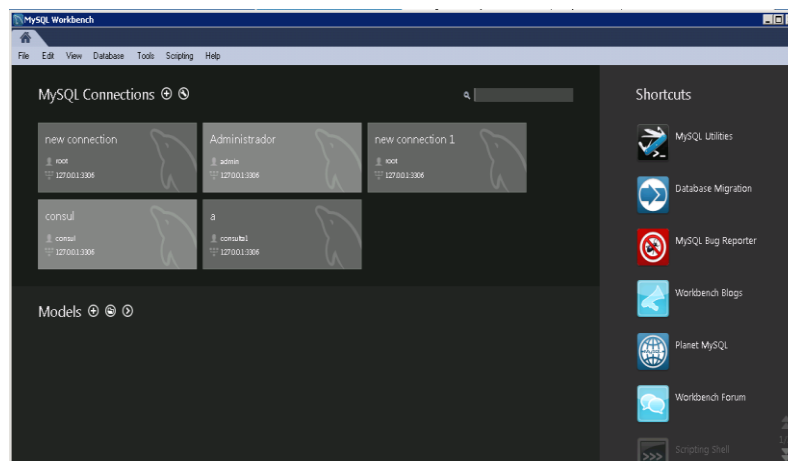 MySQL Workbench
File Edit View Database Tools Scripting Help
MySQL Connections
new connection
root
127.0.0.1:3306
Administrador
admin
127.0.0.1:3306
new connection 1
root
127.0.0.1:3306
consul
consul
127.0.0.1:3306
a
consulta1
127.0.0.1:3306
Models
Shortcuts
MySQL Utilities
Database Migration
MySQL Bug Reporter
Workbench Blogs
Planet MySQL
Workbench Forum
Scripting Shell